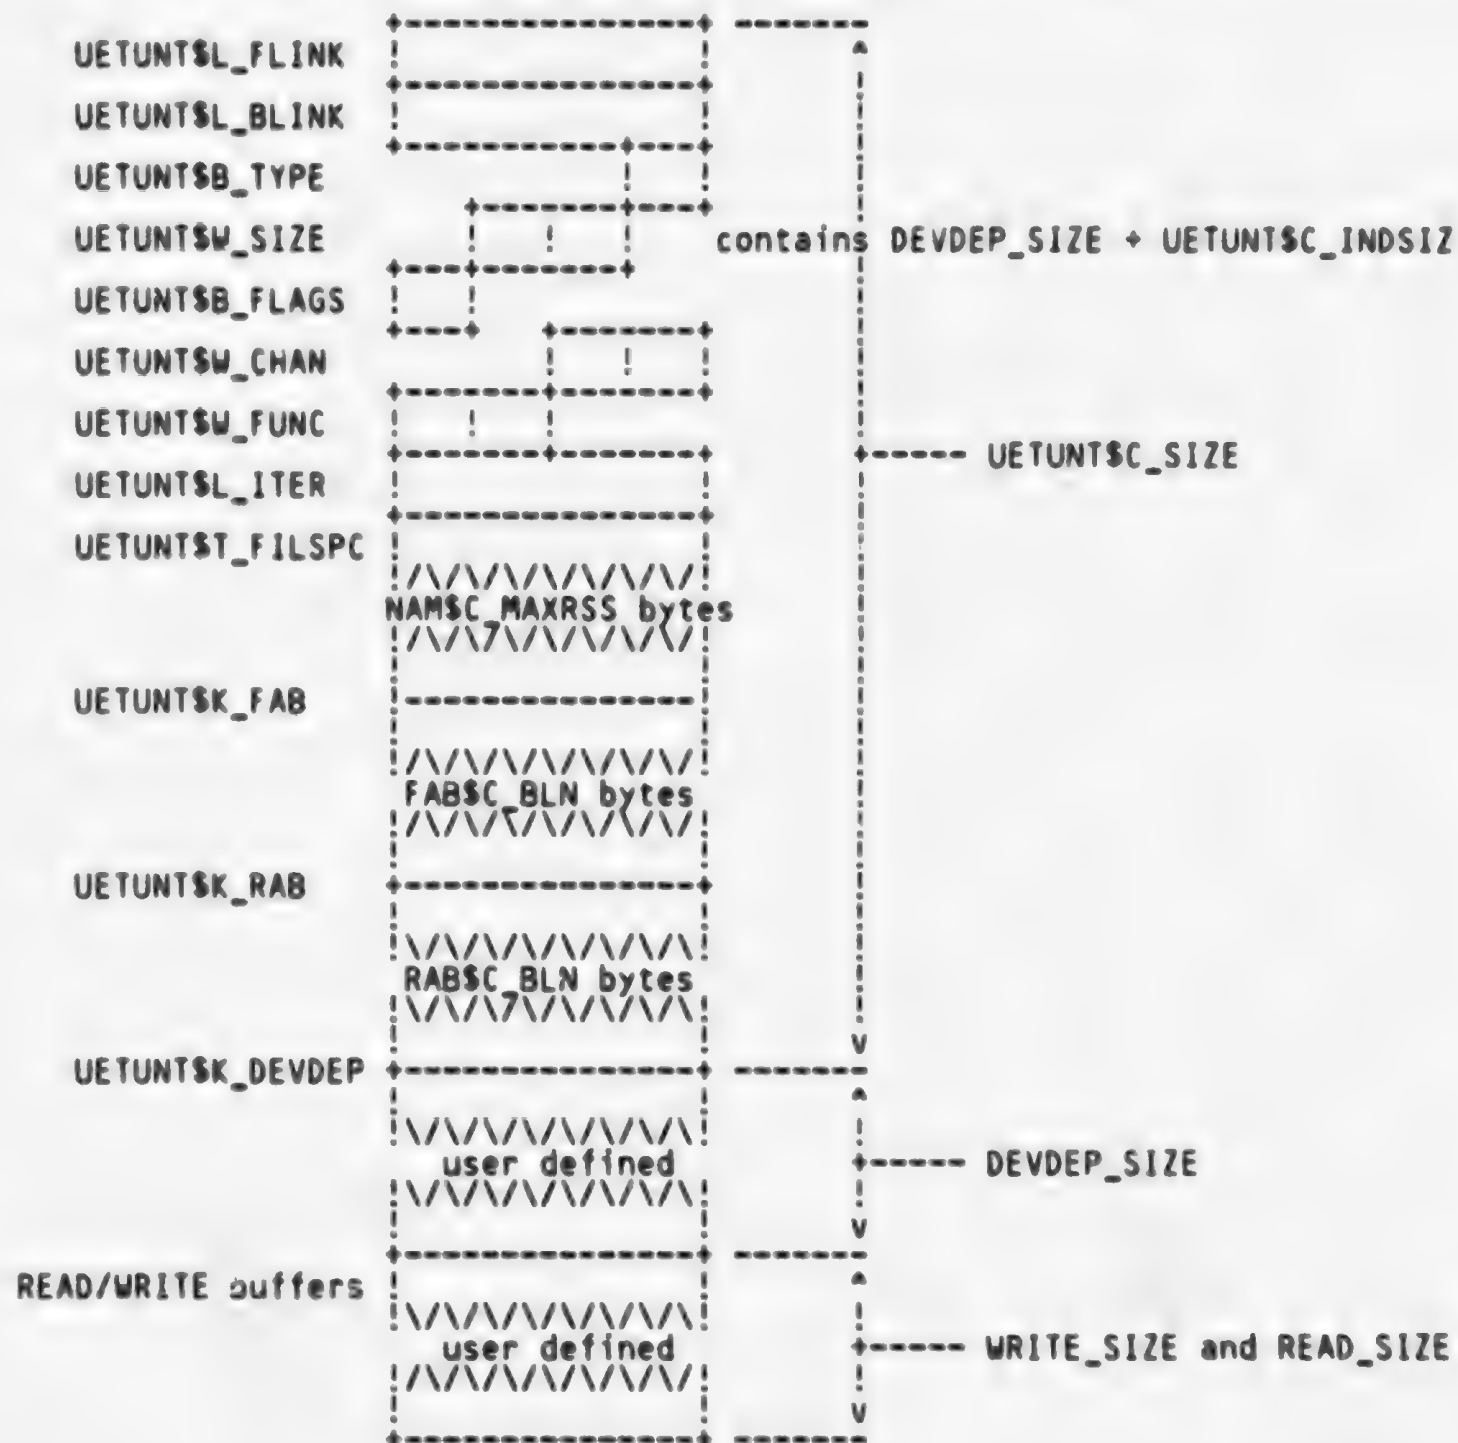 UETUNT$L_FLINK
UETUNT$L_BLINK
UETUNT$B_TYPE
UETUNT$W_SIZE contains DEVDEP_SIZE + UETUNT$C_INDSIZ
UETUNT$B_FLAGS
UETUNT$W_CHAN
UETUNT$W_FUNC
UETUNT$C_SIZE
UETUNT$L_ITER
UETUNT$T_FILSPC
NAM$C_MAXRSS bytes
UETUNT$K_FAB
FAB$C_BLN bytes
UETUNT$K_RAB
RAB$C_BLN bytes
UETUNT$K_DEVDEP
user defined DEVDEP_SIZE
READ/WRITE buffers
user defined WRITE_SIZE and READ_SIZE